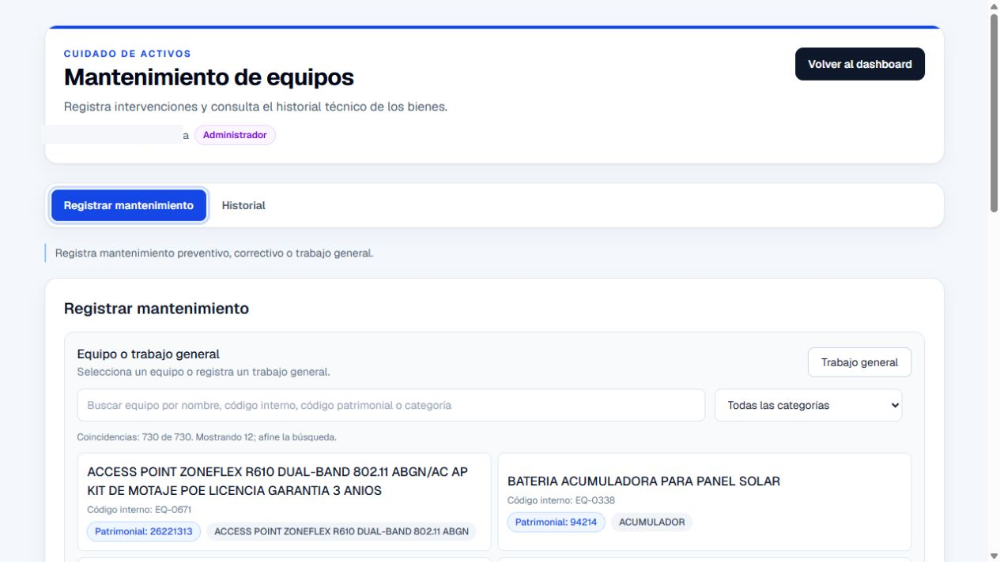 CUIDADO DE ACTIVOS
Mantenimiento de equipos
Volver al dashboard
Registra intervenciones y consulta el historial técnico de los bienes.
a Administrador
Registrar mantenimiento Historial
Registra mantenimiento preventivo, correctivo o trabajo general.
Registrar mantenimiento
Equipo o trabajo general
Selecciona un equipo o registra un trabajo general.
Trabajo general
Buscar equipo por nombre, código interno, código patrimonial o categoría
Todas las categorías
Coincidencias: 730 de 730. Mostrando 12; afine la búsqueda.
ACCESS POINT ZONEFLEX R610 DUAL-BAND 802.11 ABGN/AC AP
KIT DE MOTAJE POE LICENCIA GARANTIA 3 ANIOS
Código interno: EQ-0671
Patrimonial: 26221313 ACCESS POINT ZONEFLEX R610 DUAL-BAND 802.11 ABGN
BATERIA ACUMULADORA PARA PANEL SOLAR
Código interno: EQ-0338
Patrimonial: 94214 ACUMULADOR